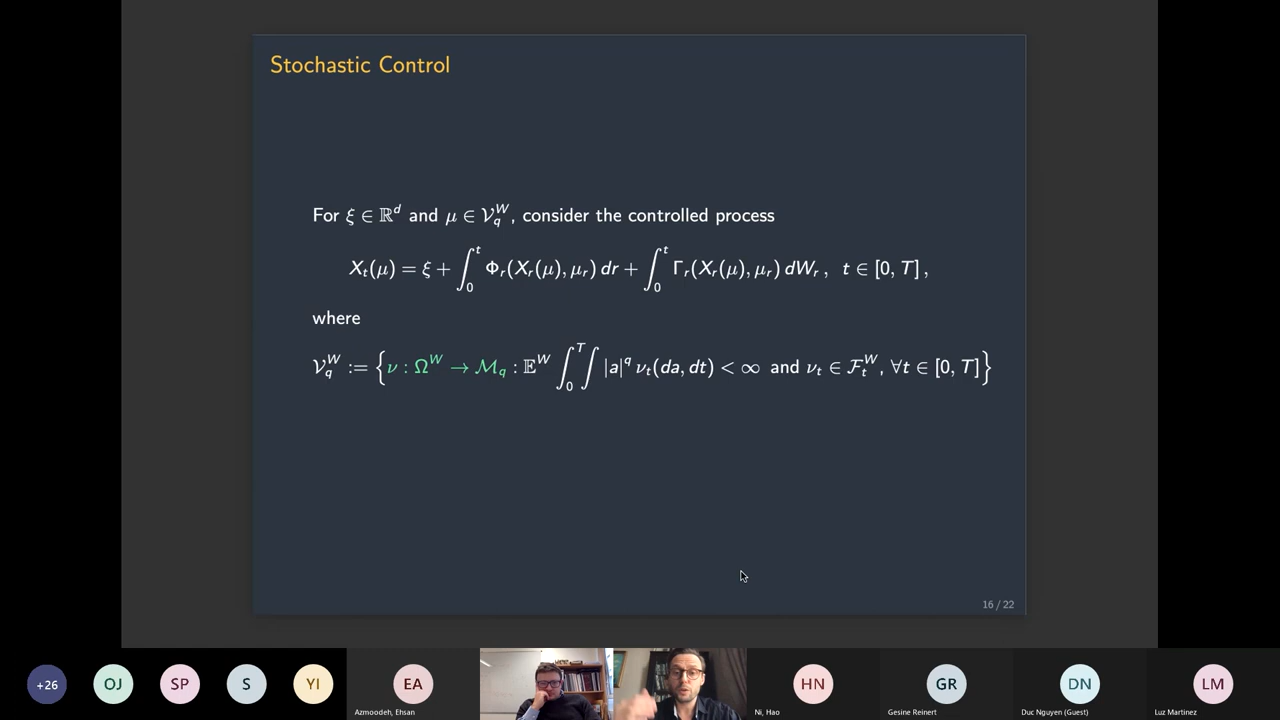 Stochastic Control
For ξ ∈ ℝᵈ and μ ∈ 𝒱_q^W, consider the controlled process
X_t(μ) = ξ + ∫_0^t Φ_r(X_r(μ), μ_r) dr + ∫_0^t Γ_r(X_r(μ), μ_r) dW_r , t ∈ [0, T] ,
where
𝒱_q^W := {ν : Ω^W → ℳ_q : 𝔼^W ∫_0^T ∫ |a|^q ν_t(da, dt) < ∞ and ν_t ∈ ℱ_t^W, ∀t ∈ [0, T]}
16 / 22
+26
OJ
SP
S
YI
EA
HN
GR
DN
LM
Azmoodeh, Ehsan
Ni, Hao
Gesine Reinert
Duc Nguyen (Guest)
Luz Martinez